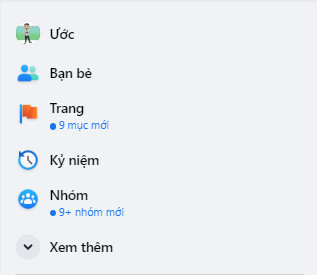 Ước
Bạn bè
Trang
9 mục mới
Kỷ niệm
Nhóm
9+ nhóm mới
Xem thêm